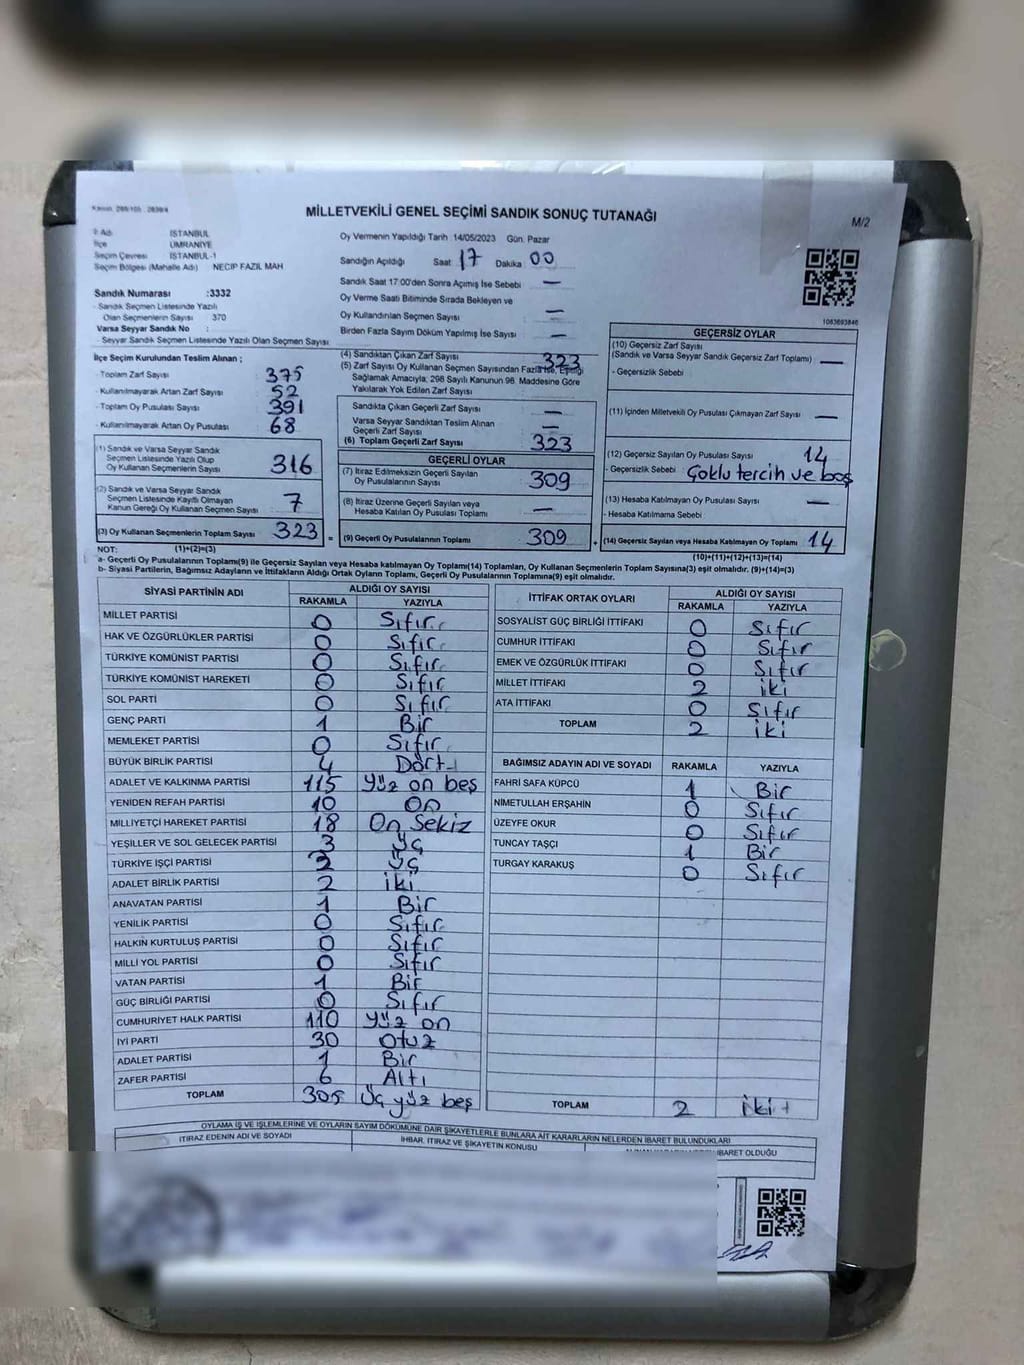 Kanun: 298/105 : 2839/4
MİLLETVEKİLİ GENEL SEÇİMİ SANDIK SONUÇ TUTANAĞI
M/2
İl Adı İSTANBUL
İlçe ÜMRANİYE
Seçim Çevresi İSTANBUL-1
Seçim Bölgesi (Mahalle Adı) NECİP FAZIL MAH
Sandık Numarası :3332
- Sandık Seçmen Listesinde Yazılı
Olan Seçmenlerin Sayısı 370
Varsa Seyyar Sandık No :
- Seyyar Sandık Seçmen Listesinde Yazılı Olan Seçmen Sayısı
Oy Vermenin Yapıldığı Tarih :14/05/2023 Gün. Pazar
Sandığın Açıldığı Saat 17 Dakika 00
Sandık Saat 17:00'den Sonra Açımış İse Sebebi —
Oy Verme Saati Bitiminde Sırada Bekleyen ve
Oy Kullandırılan Seçmen Sayısı —
Birden Fazla Sayım Döküm Yapılmış İse Sayısı —
1083693846
İlçe Seçim Kurulundan Teslim Alınan ;
Toplam Zarf Sayısı 375
- Kullanılmayarak Artan Zarf Sayısı 52
- Toplam Oy Pusulası Sayısı 391
- Kullanılmayarak Artan Oy Pusulası 68
(1) Sandık ve Varsa Seyyar Sandık
Seçmen Listesinde Yazılı Olup
Oy Kullanan Seçmenlerin Sayısı 316
(2) Sandık ve Varsa Seyyar Sandık
Seçmen Listesinde Kayıtlı Olmayan
Kanun Gereği Oy Kullanan Seçmen Sayısı 7
(3) Oy Kullanan Seçmenlerin Toplam Sayısı 323 =
(4) Sandıktan Çıkan Zarf Sayısı 323
(5) Zarf Sayısı Oy Kullanan Seçmen Sayısından Fazla İse, Eşitliği
Sağlamak Amacıyla; 298 Sayılı Kanunun 98. Maddesine Göre
Yakılarak Yok Edilen Zarf Sayısı
Sandıkta Çıkan Geçerli Zarf Sayısı —
Varsa Seyyar Sandıktan Teslim Alınan
Geçerli Zarf Sayısı —
(6) Toplam Geçerli Zarf Sayısı 323
GEÇERLİ OYLAR
(7) İtiraz Edilmeksizin Geçerli Sayılan
Oy Pusulalarının Sayısı 309
(8) İtiraz Üzerine Geçerli Sayılan veya
Hesaba Katılan Oy Pusulası Toplamı —
(9) Geçerli Oy Pusulalarının Toplamı 309 +
GEÇERSİZ OYLAR
(10) Geçersiz Zarf Sayısı
(Sandık ve Varsa Seyyar Sandık Geçersiz Zarf Toplamı) —
- Geçersizlik Sebebi
(11) İçinden Milletvekili Oy Pusulası Çıkmayan Zarf Sayısı —
(12) Geçersiz Sayılan Oy Pusulası Sayısı 14
- Geçersizlik Sebebi : Çoklu tercih ve boş
(13) Hesaba Katılmayan Oy Pusulası Sayısı —
- Hesaba Katılmama Sebebi
(14) Geçersiz Sayılan veya Hesaba Katılmayan Oy Toplamı 14
NOT: (1)+(2)=(3)
(10)+(11)+(12)+(13)=(14)
a- Geçerli Oy Pusulaları Toplamı(9) ile Geçersiz Sayılan veya Hesaba katılmayan Oy Toplamı(14) Toplamları, Oy Kullanan Seçmenlerin Toplam Sayısına(3) eşit olmalıdır. (9)+(14)=(3)
b- Siyasi Partilerin, Bağımsız Adayların ve İttifakların Aldığı Ortak Oyların Toplamı, Geçerli Oy Pusulalarının Toplamına(9) eşit olmalıdır.
SİYASİ PARTİNİN ADI ALDIĞI OY SAYISI
RAKAMLA YAZIYLA
MİLLET PARTİSİ 0 Sıfır
HAK VE ÖZGÜRLÜKLER PARTİSİ 0 Sıfır
TÜRKİYE KOMÜNİST PARTİSİ 0 Sıfır
TÜRKİYE KOMÜNİST HAREKETİ 0 Sıfır
SOL PARTİ 0 Sıfır
GENÇ PARTİ 1 Bir
MEMLEKET PARTİSİ 0 Sıfır
BÜYÜK BİRLİK PARTİSİ 4 Dört
ADALET VE KALKINMA PARTİSİ 115 Yüz on beş
YENİDEN REFAH PARTİSİ 10 On
MİLLİYETÇİ HAREKET PARTİSİ 18 On Sekiz
YEŞİLLER VE SOL GELECEK PARTİSİ 3 Üç
TÜRKİYE İŞÇİ PARTİSİ 3 Üç
ADALET BİRLİK PARTİSİ 2 iki
ANAVATAN PARTİSİ 1 Bir
YENİLİK PARTİSİ 0 Sıfır
HALKIN KURTULUŞ PARTİSİ 0 Sıfır
MİLLİ YOL PARTİSİ 0 Sıfır
VATAN PARTİSİ 1 Bir
GÜÇ BİRLİĞİ PARTİSİ 0 Sıfır
CUMHURİYET HALK PARTİSİ 110 Yüz on
İYİ PARTİ 30 Otuz
ADALET PARTİSİ 1 Bir
ZAFER PARTİSİ 6 Altı
TOPLAM 305 Üç yüz beş
İTTİFAK ORTAK OYLARI ALDIĞI OY SAYISI
RAKAMLA YAZIYLA
SOSYALİST GÜÇ BİRLİĞİ İTTİFAKI 0 Sıfır
CUMHUR İTTİFAKI 0 Sıfır
EMEK VE ÖZGÜRLÜK İTTİFAKI 0 Sıfır
MİLLET İTTİFAKI 2 iki
ATA İTTİFAKI 0 Sıfır
TOPLAM 2 iki
BAĞIMSIZ ADAYIN ADI VE SOYADI RAKAMLA YAZIYLA
FAHRİ SAFA KÜPCÜ 1 Bir
NİMETULLAH ERŞAHİN 0 Sıfır
ÜZEYFE OKUR 0 Sıfır
TUNCAY TAŞÇI 1 Bir
TURGAY KARAKUŞ 0 Sıfır
TOPLAM 2 iki
OYLAMA İŞ VE İŞLEMLERİNE VE OYLARIN SAYIM DÖKÜMÜNE DAİR ŞİKAYETLERLE BUNLARA AİT KARARLARIN NELERDEN İBARET BULUNDUKLARI
İTİRAZ EDENİN ADI VE SOYADI
İHBAR, İTİRAZ VE ŞİKAYETİN KONUSU
İBARET OLDUĞU